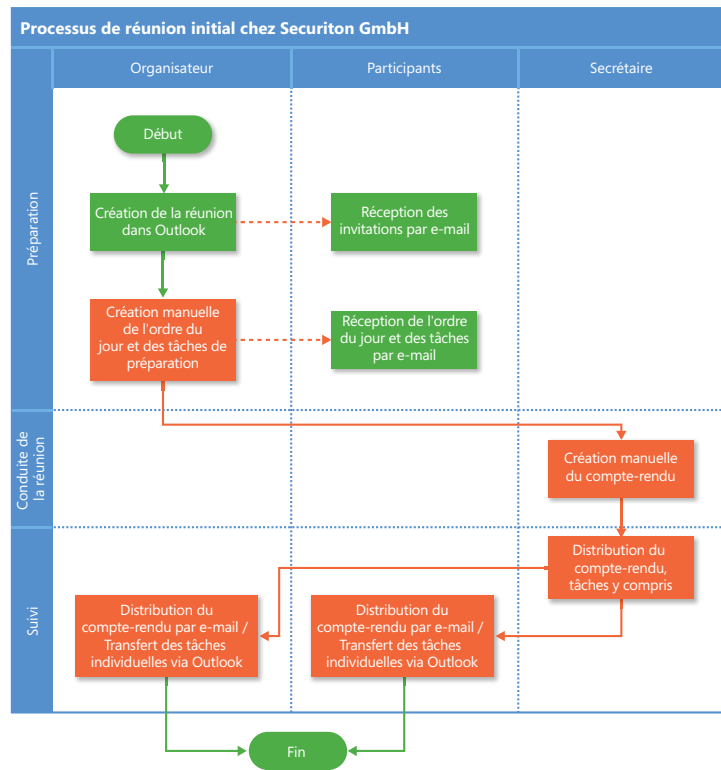 Processus de réunion initial chez Securiton GmbH
Organisateur
Participants
Secrétaire
Préparation
Début
Création de la réunion
dans Outlook
Réception des
invitations par e-mail
Création manuelle
de l'ordre du
jour et des tâches de
préparation
Réception de l'ordre
du jour et des tâches
par e-mail
Conduite de
la réunion
Création manuelle
du compte-rendu
Suivi
Distribution du
compte-rendu,
tâches y compris
Distribution du
compte-rendu par e-mail /
Transfert des tâches
individuelles via Outlook
Distribution du
compte-rendu par e-mail /
Transfert des tâches
individuelles via Outlook
Fin